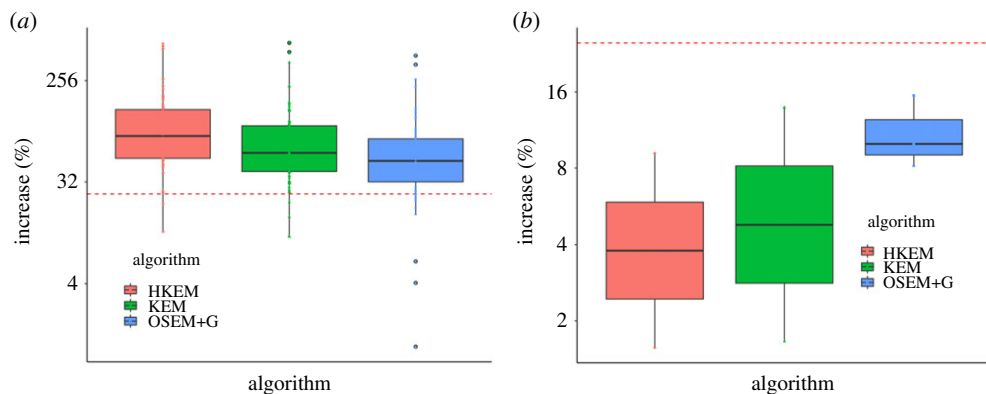 (a)
increase (%)
256
32
4
algorithm
HKEM
KEM
OSEM+G
algorithm
(b)
increase (%)
16
8
4
2
algorithm
HKEM
KEM
OSEM+G
algorithm